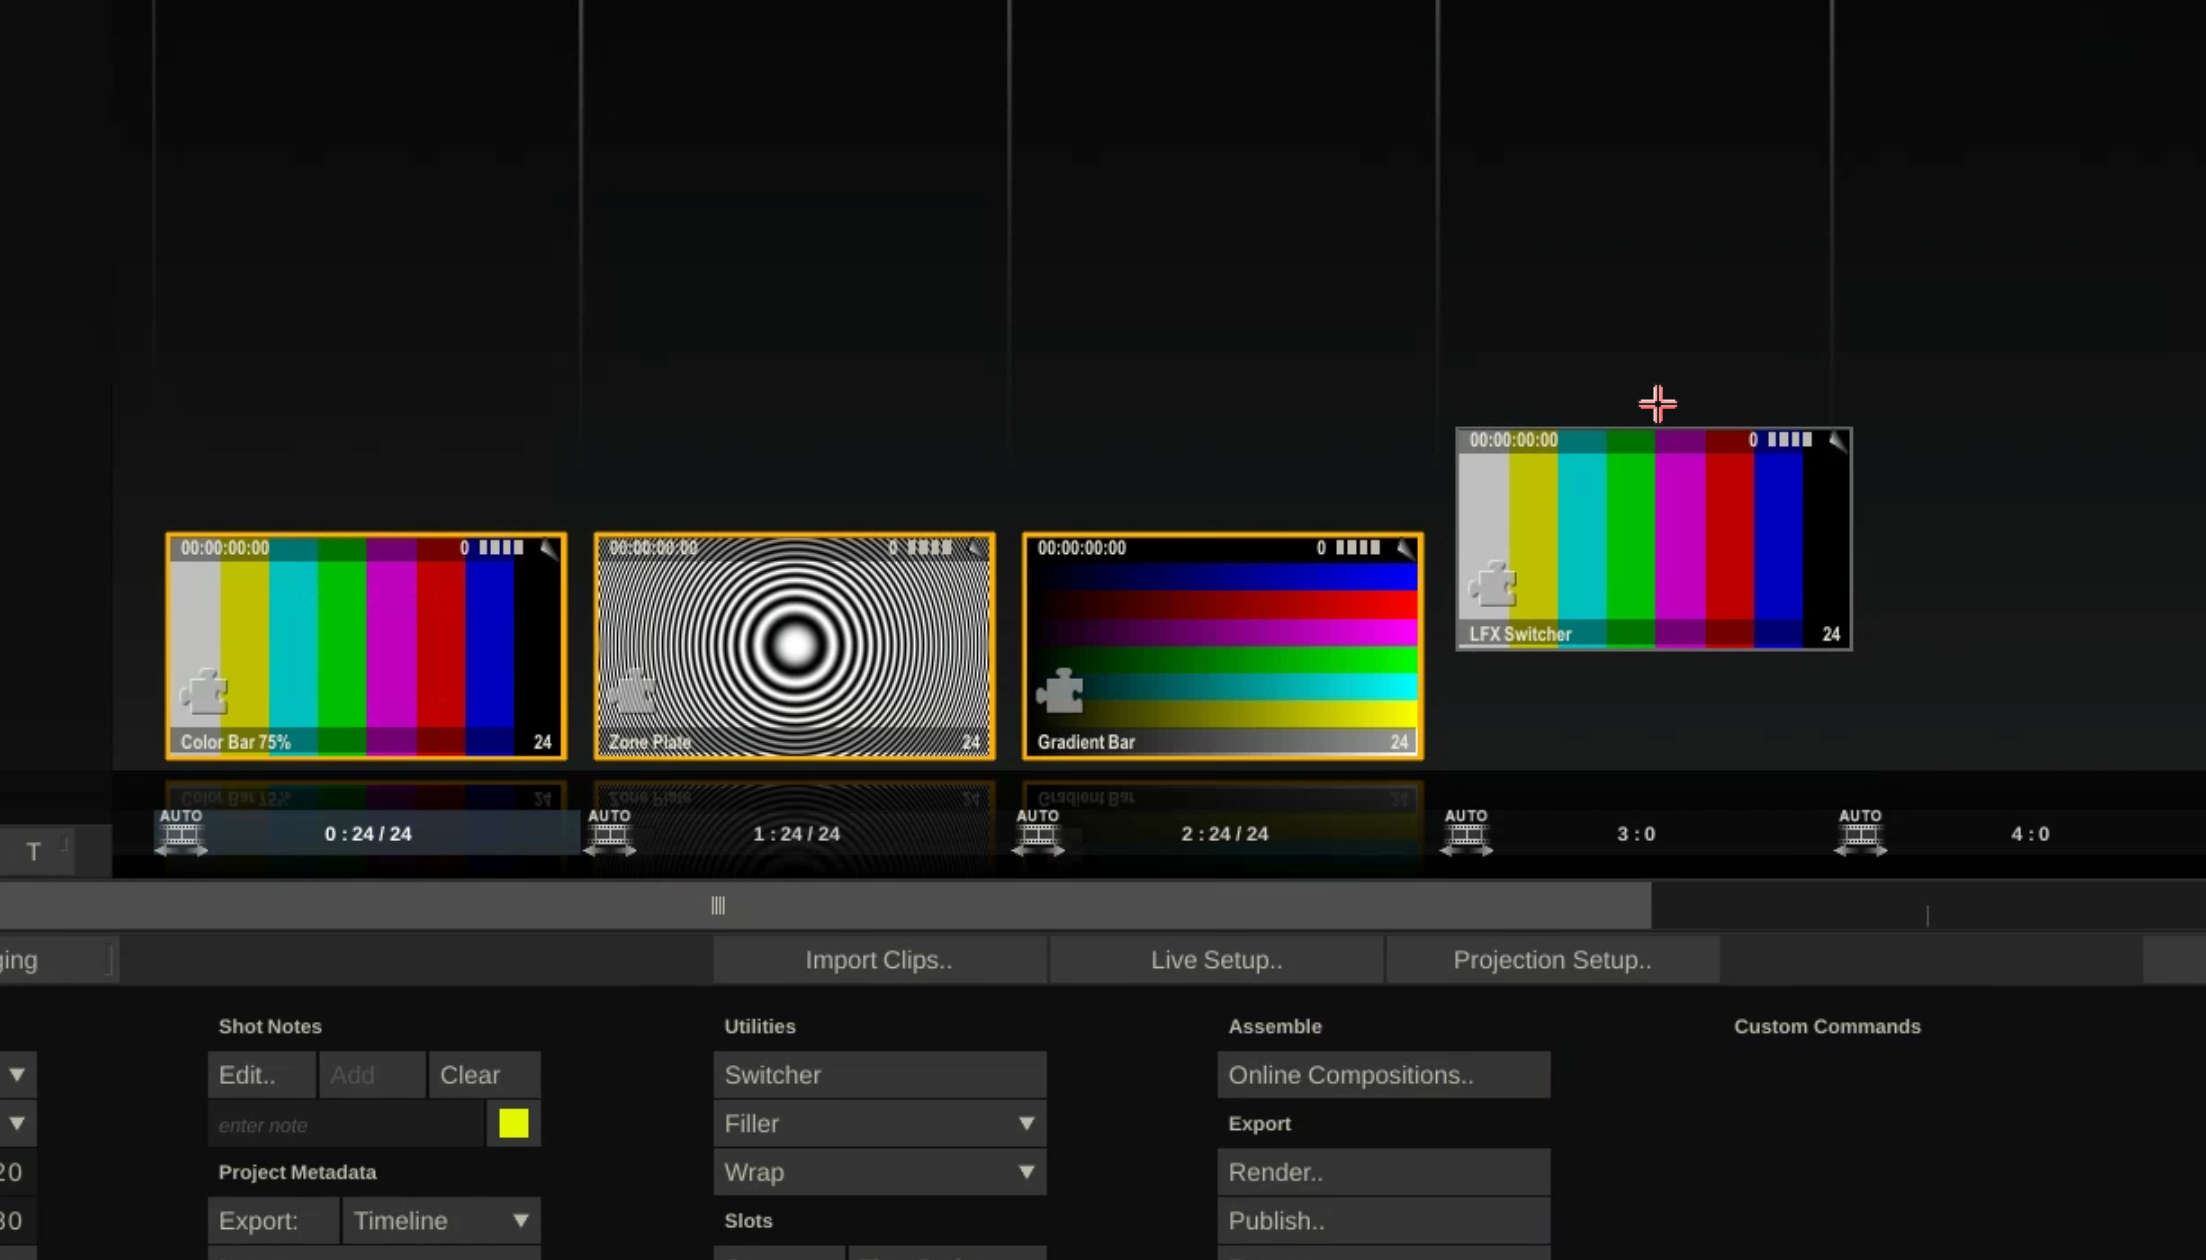 00:00:00:00 0
LFX Switcher 24
00:00:00:00 0
Color Bar 75% 24
00:00:00:00 0
Zone Plate 24
00:00:00:00 0
Gradient Bar 24
AUTO 0 : 24 / 24
AUTO 1 : 24 / 24
AUTO 2 : 24 / 24
AUTO 3 : 0
AUTO 4 : 0
T
ging
Import Clips..
Live Setup..
Projection Setup..
Shot Notes
Edit.. Add Clear
enter note
Project Metadata
Export: Timeline
Utilities
Switcher
Filler
Wrap
Slots
Assemble
Online Compositions..
Export
Render..
Publish..
Custom Commands